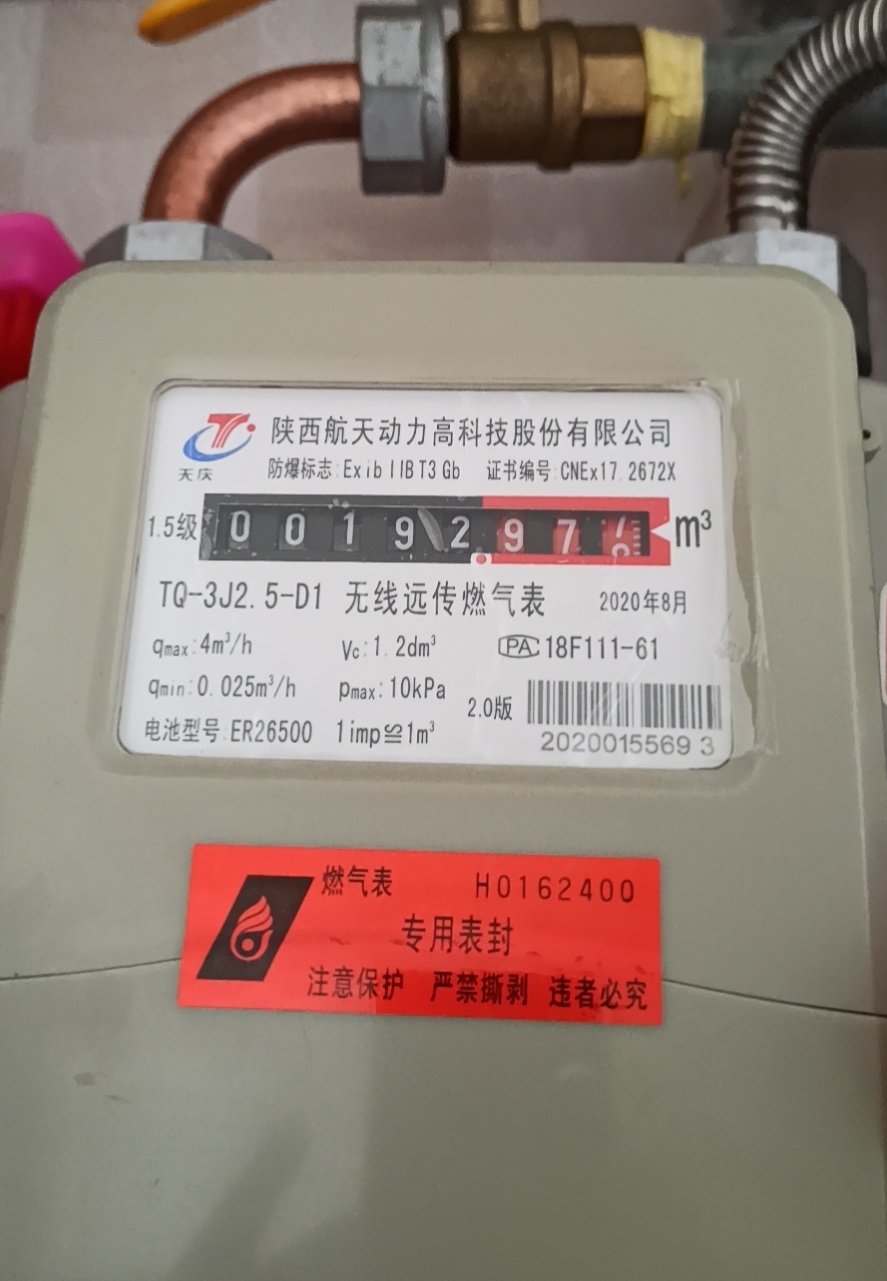 陕西航天动力高科技股份有限公司
天庆
防爆标志:Ex ib IIB T3 Gb 证书编号:CNEx17.2672X
1.5级 0 0 1 9 2 9 7 m³
TQ-3J2.5-D1 无线远传燃气表 2020年8月
qmax:4m³/h Vc:1.2dm³ PA 18F111-61
qmin:0.025m³/h pmax:10kPa 2.0版
电池型号:ER26500 1imp≌1m³
2020015569 3
燃气表 H0162400
专用表封
注意保护 严禁撕剥 违者必究